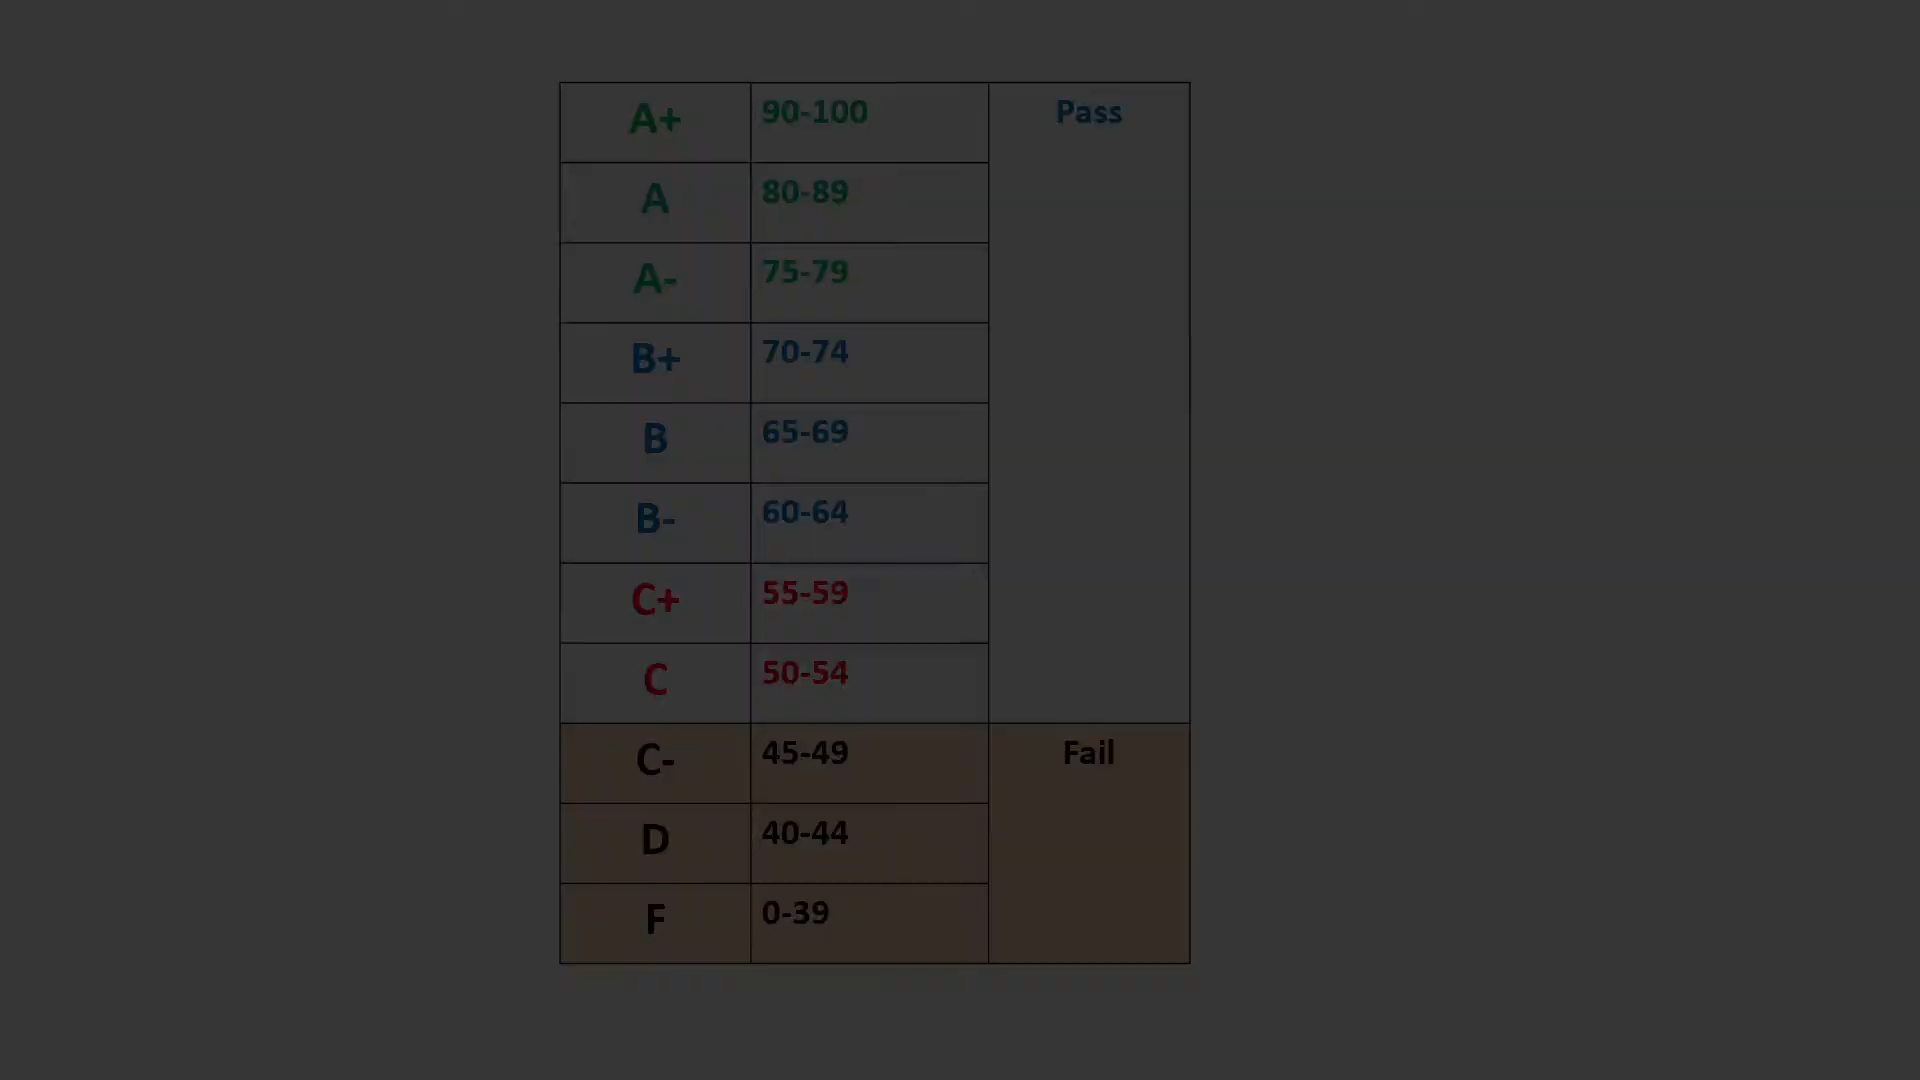 A+ 90-100 Pass
A 80-89
A- 75-79
B+ 70-74
B 65-69
B- 60-64
C+ 55-59
C 50-54
C- 45-49 Fail
D 40-44
F 0-39